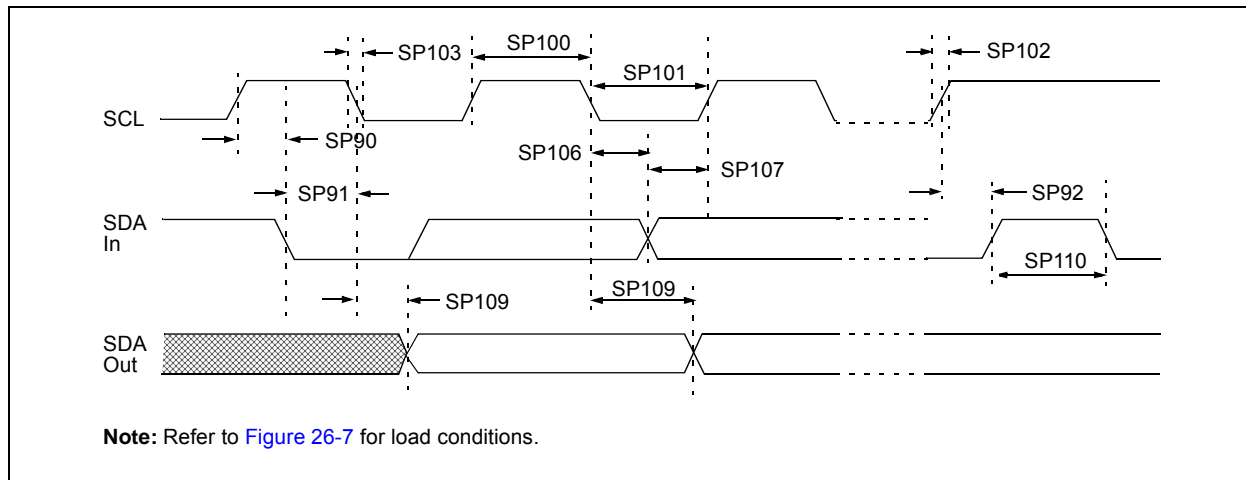 SP103
SP100
SP101
SP102
SCL
SP90
SP106
SP107
SP91
SP92
SDA
In
SP110
SP109
SP109
SDA
Out
Note: Refer to Figure 26-7 for load conditions.